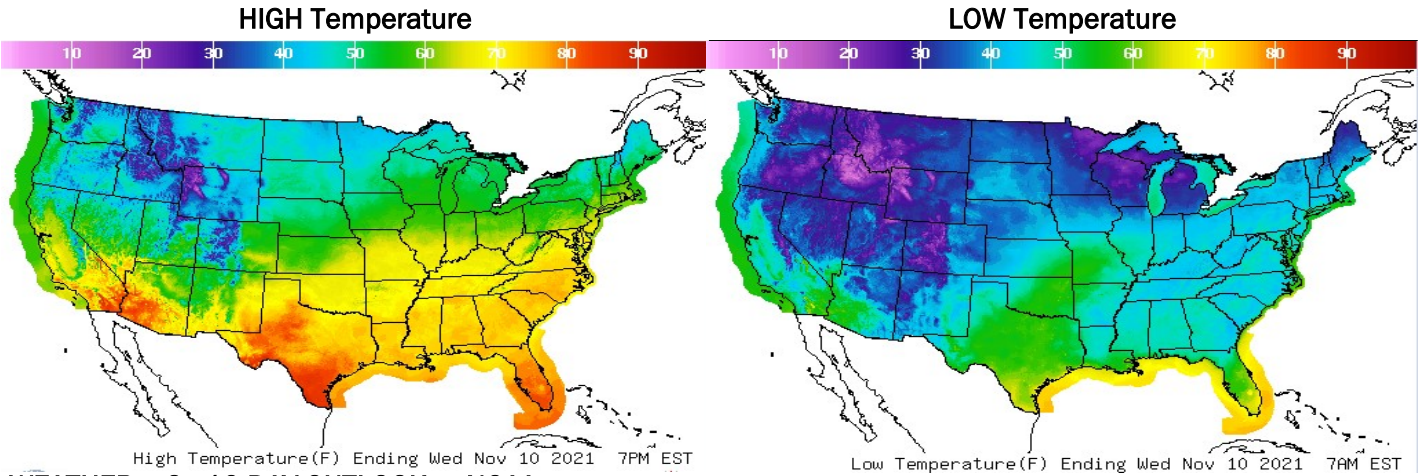 HIGH Temperature
LOW Temperature
10 20 30 40 50 60 70 80 90
10 20 30 40 50 60 70 80 90
High Temperature(F) Ending Wed Nov 10 2021 7PM EST
Low Temperature(F) Ending Wed Nov 10 2021 7AM EST